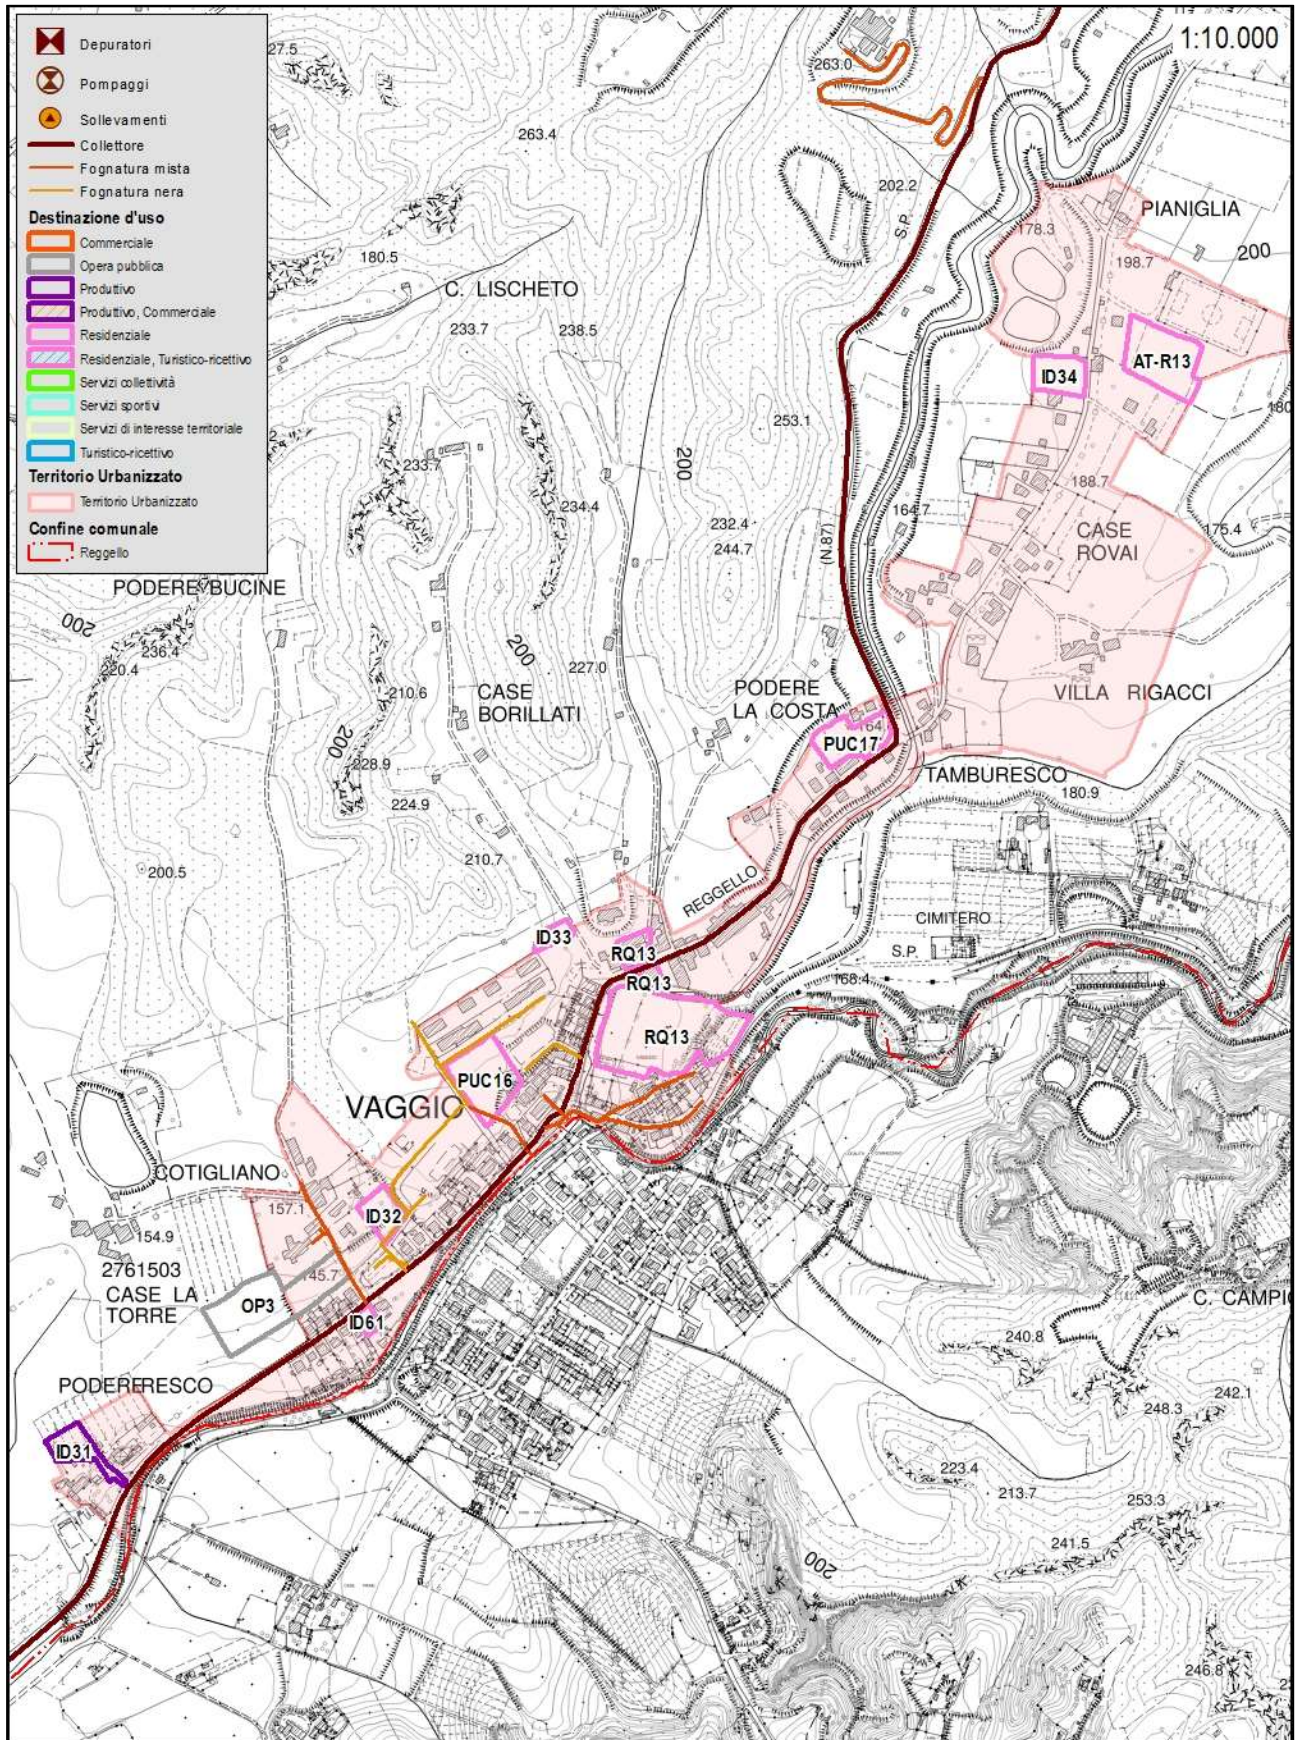 1:10.000
Depuratori
Pompaggi
Sollevamenti
Collettore
Fognatura mista
Fognatura nera
Destinazione d'uso
Commerciale
Opera pubblica
Produttivo
Produttivo, Commerciale
Residenziale
Residenziale, Turistico-ricettivo
Servizi collettività
Servizi sportivi
Servizi di interesse territoriale
Turistico-ricettivo
Territorio Urbanizzato
Territorio Urbanizzato
Confine comunale
Reggello
27.5
263.0
263.4
202.2
S.P.
PIANIGLIA
178.3
200
198.7
180.5
C. LISCHETO
233.7
238.5
ID34
AT-R13
253.1
180
233.7
200
234.4
188.7
164.7
232.4
CASE
ROVAI
175.4
244.7
(N.87)
PODERE BUCINE
200
236.4
220.4
200
227.0
210.6
CASE
BORILLATI
PODERE
LA COSTA
VILLA RIGACCI
164.
PUC17
200
228.9
TAMBURESCO
180.9
224.9
210.7
200.5
REGGELLO
CIMITERO
S.P.
ID33
RQ13
RQ13
168.4
RQ13
PUC16
VAGGIO
COTIGLIANO
157.1
ID32
154.9
2761503
CASE LA
TORRE
145.7
OP3
ID61
C. CAMPIO
240.8
PODERERESCO
242.1
248.3
ID31
223.4
213.7
253.3
241.5
200
246.8